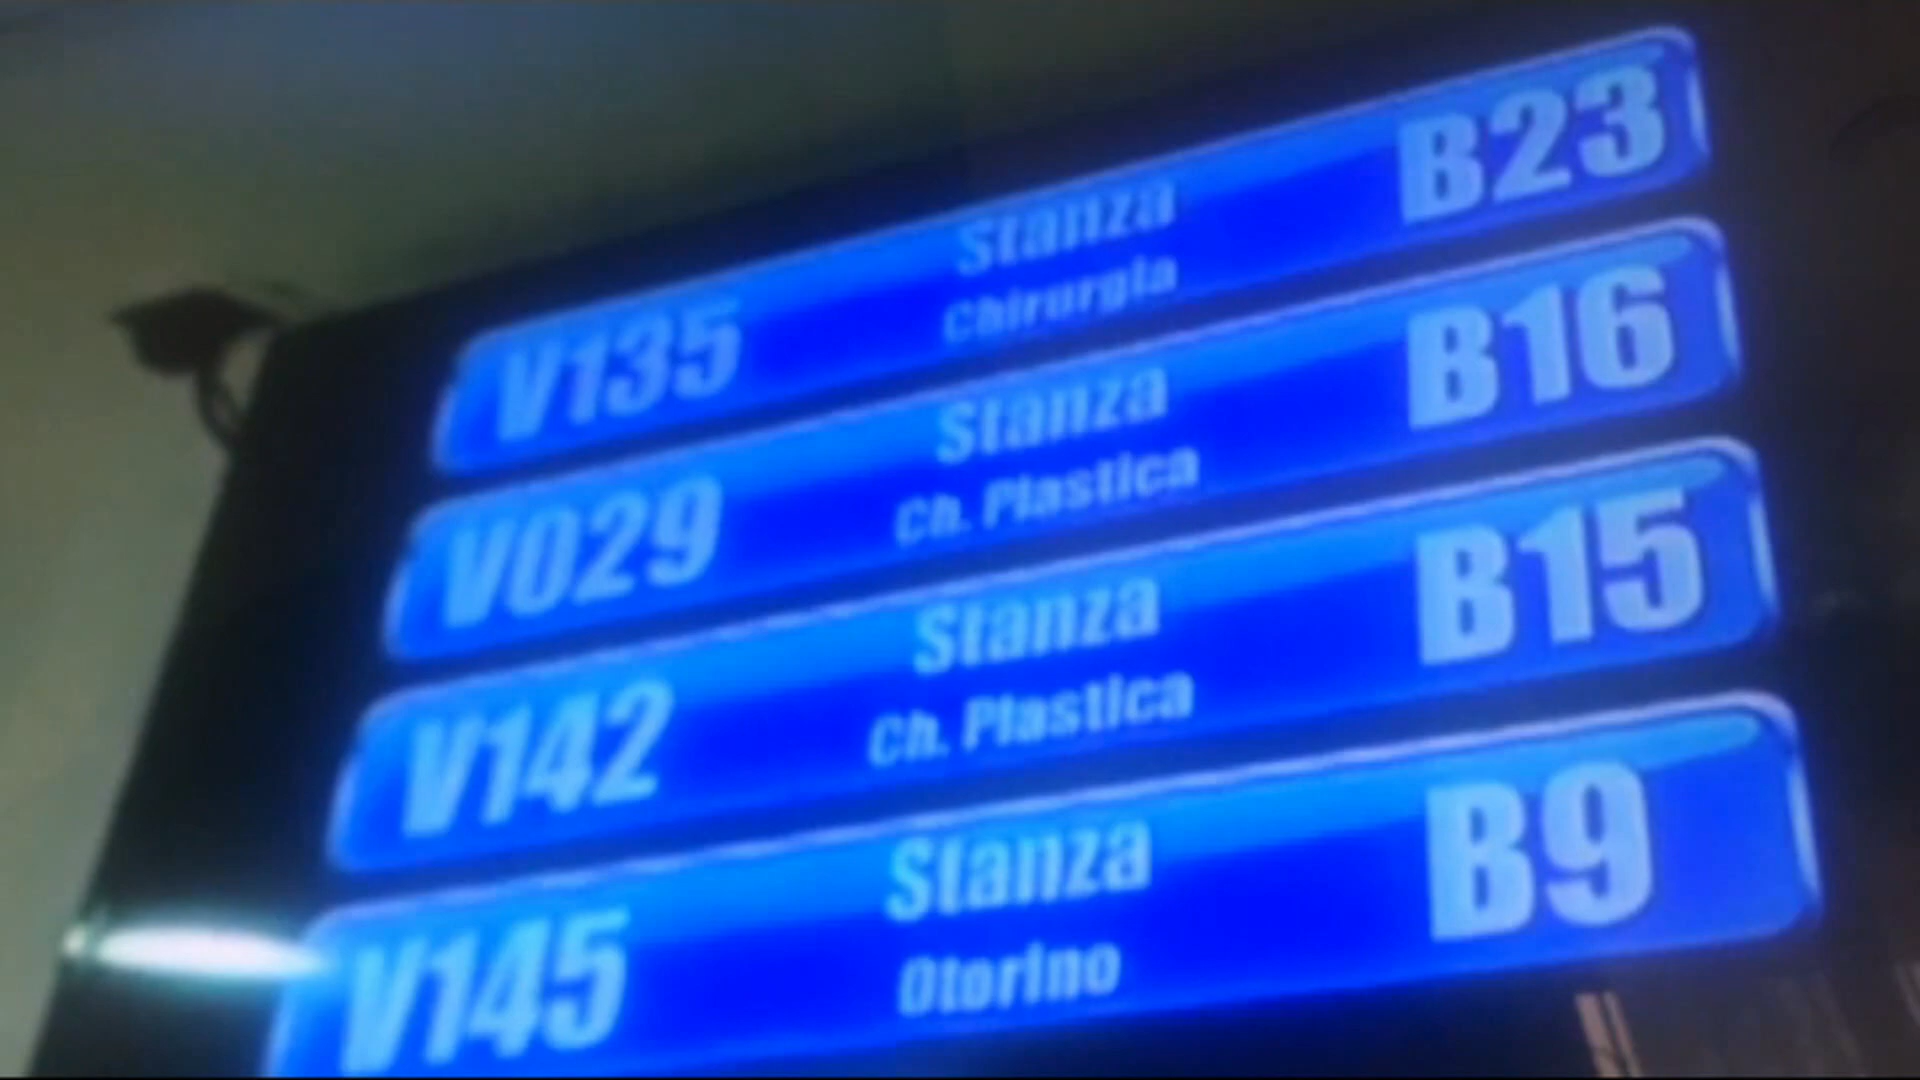 V135 Stanza B23
Chirurgia
V029 Stanza B16
Ch. Plastica
V142 Stanza B15
Ch. Plastica
V145 Stanza B9
Otorino